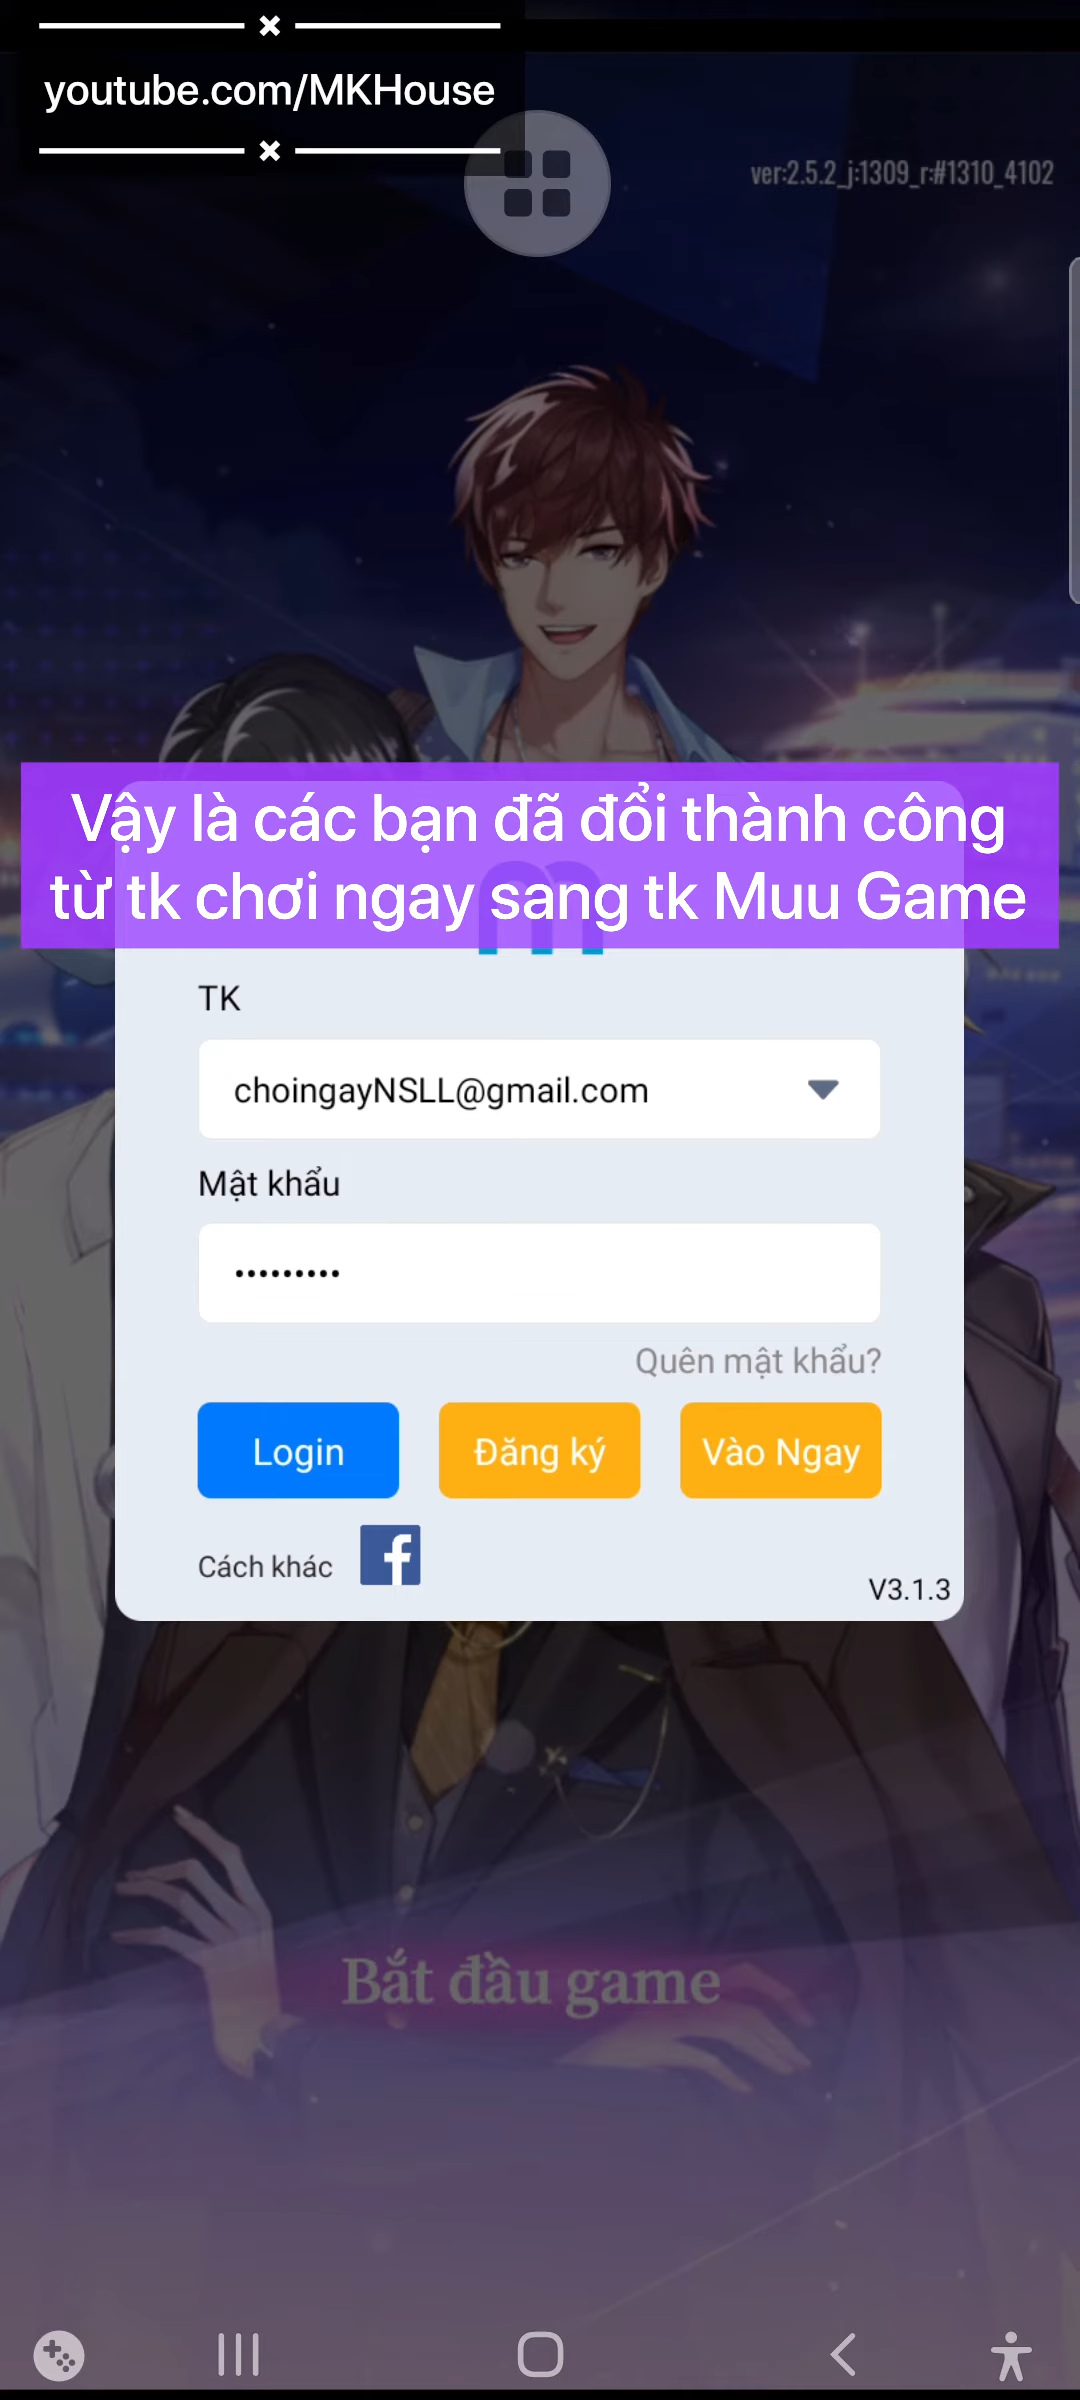 youtube.com/MKHouse
ver:2.5.2_j:1309_r:#1310_4102
Vậy là các bạn đã đổi thành công
từ tk chơi ngay sang tk Muu Game
m
TK
choingayNSLL@gmail.com
Mật khẩu
•••••••••
Quên mật khẩu?
Login
Đăng ký
Vào Ngay
Cách khác
f
V3.1.3
Bắt đầu game